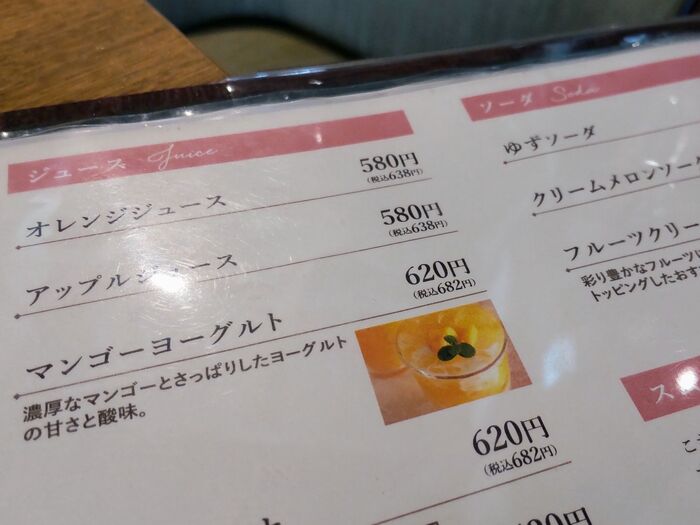 ジュース Juice
オレンジジュース 580円
(税込638円)
アップルジュース 580円
(税込638円)
マンゴーヨーグルト 620円
(税込682円)
濃厚なマンゴーとさっぱりしたヨーグルト
の甘さと酸味。
620円
(税込682円)
ソーダ Soda
ゆずソーダ
クリームメロンソーダ
フルーツクリー
彩り豊かなフルーツ
トッピングしたおす